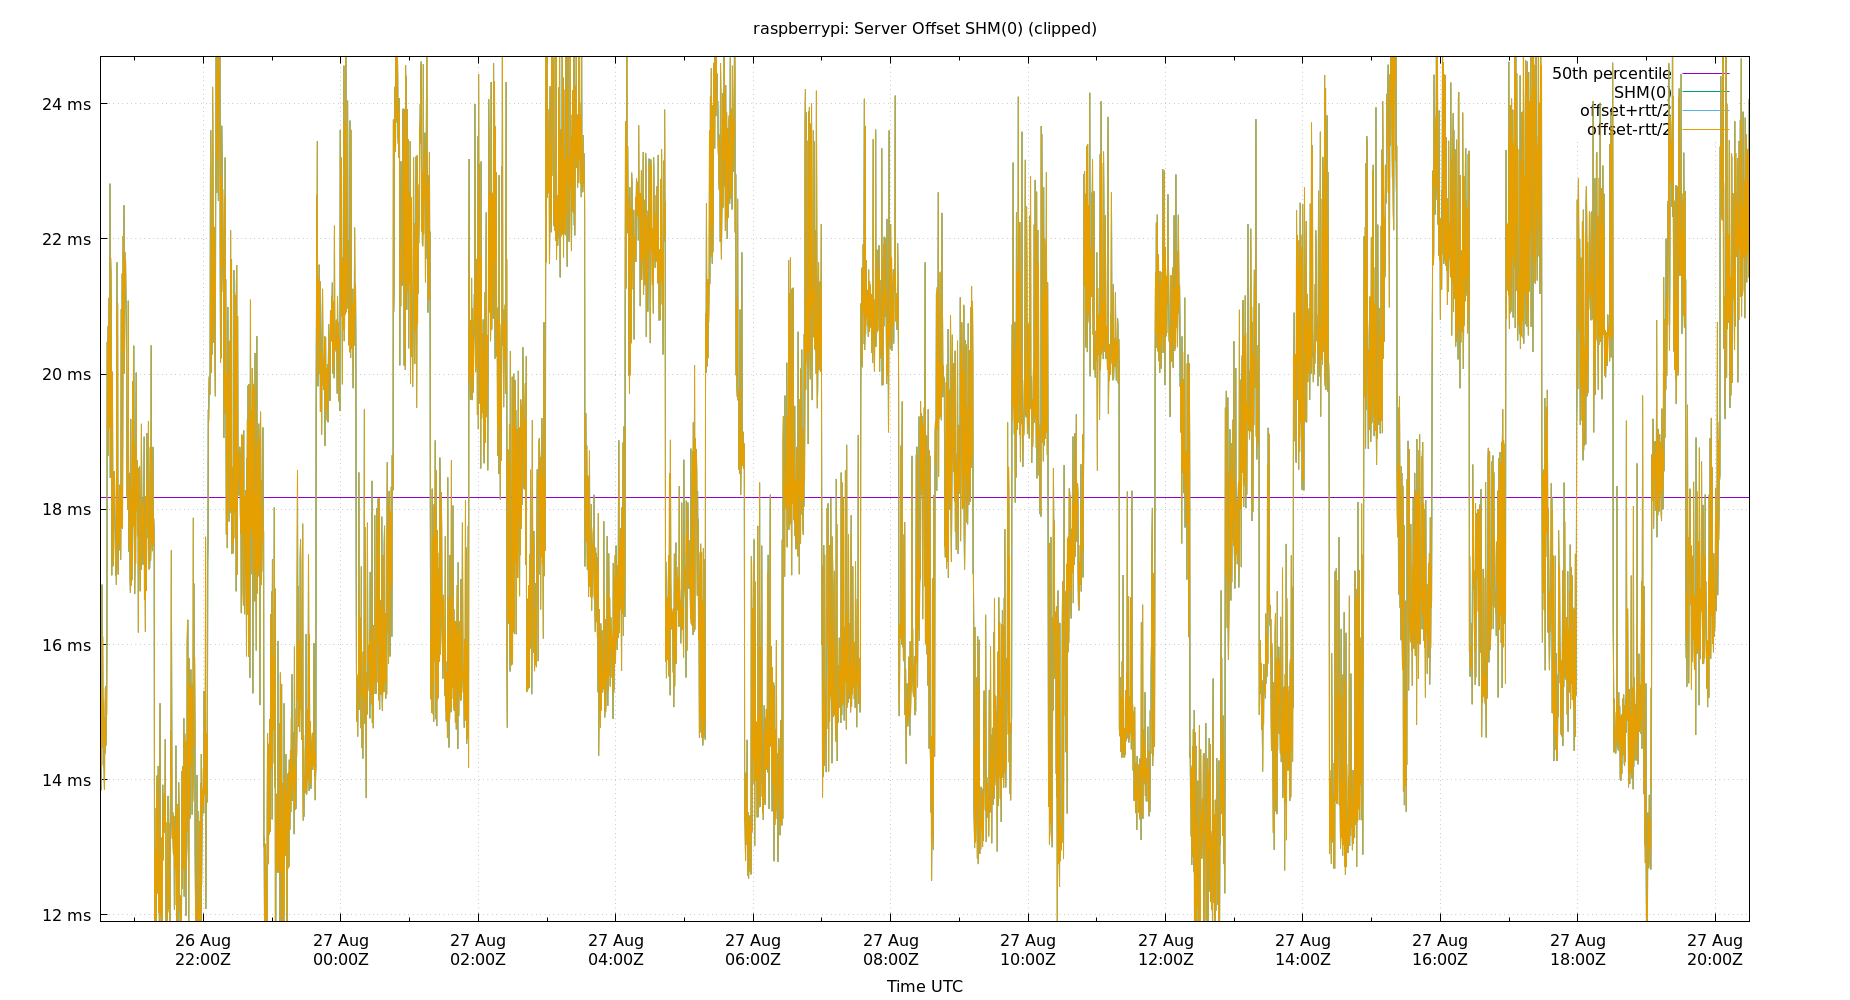 raspberrypi: Server Offset SHM(0) (clipped)
50th percentile
SHM(0)
offset+rtt/2
offset-rtt/2
24 ms
22 ms
20 ms
18 ms
16 ms
14 ms
12 ms
26 Aug 27 Aug 27 Aug 27 Aug 27 Aug 27 Aug 27 Aug 27 Aug 27 Aug 27 Aug 27 Aug 27 Aug
22:00Z 00:00Z 02:00Z 04:00Z 06:00Z 08:00Z 10:00Z 12:00Z 14:00Z 16:00Z 18:00Z 20:00Z
Time UTC